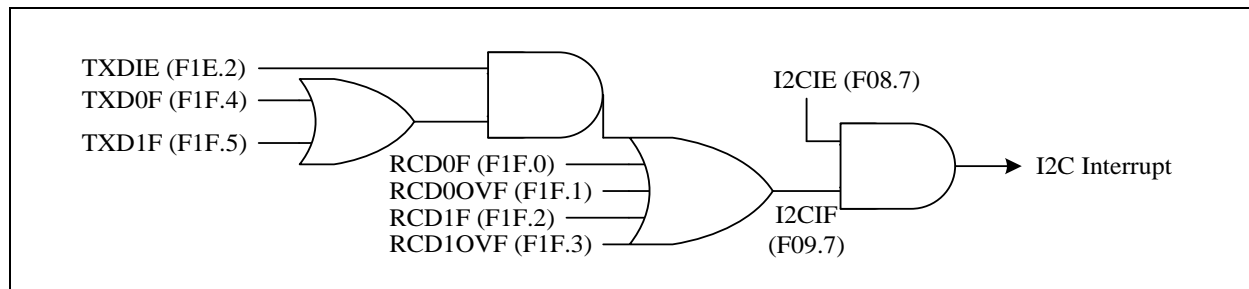 TXDIE (F1E.2)
TXD0F (F1F.4)
TXD1F (F1F.5)
I2CIE (F08.7)
RCD0F (F1F.0)
RCD0OVF (F1F.1)
RCD1F (F1F.2)
RCD1OVF (F1F.3)
I2CIF
(F09.7)
I2C Interrupt